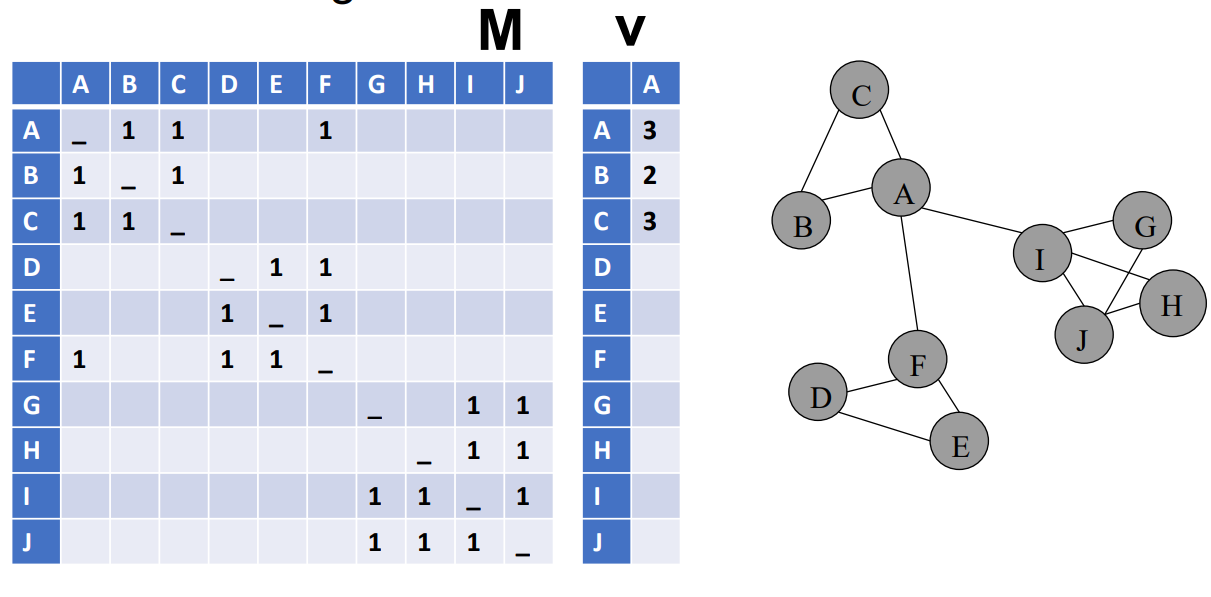 M v
A B C D E F G H I J
A _ 1 1 1
B 1 _ 1
C 1 1 _
D _ 1 1
E 1 _ 1
F 1 1 1 _
G _ 1 1
H _ 1 1
I 1 1 _ 1
J 1 1 1 _
A
A 3
B 2
C 3
D
E
F
G
H
I
J
C
A
B
G
I
H
J
F
D
E